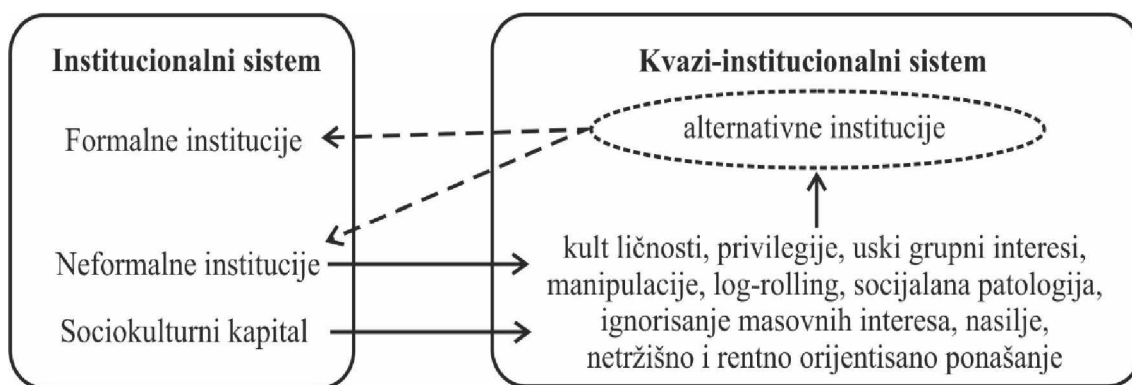 Institucionalni sistem
Formalne institucije
Neformalne institucije
Sociokulturni kapital
Kvazi-institucionalni sistem
alternativne institucije
kult ličnosti, privilegije, uski grupni interesi,
manipulacije, log-rolling, socijalana patologija,
ignorisanje masovnih interesa, nasilje,
netržišno i rentno orijentisano ponašanje